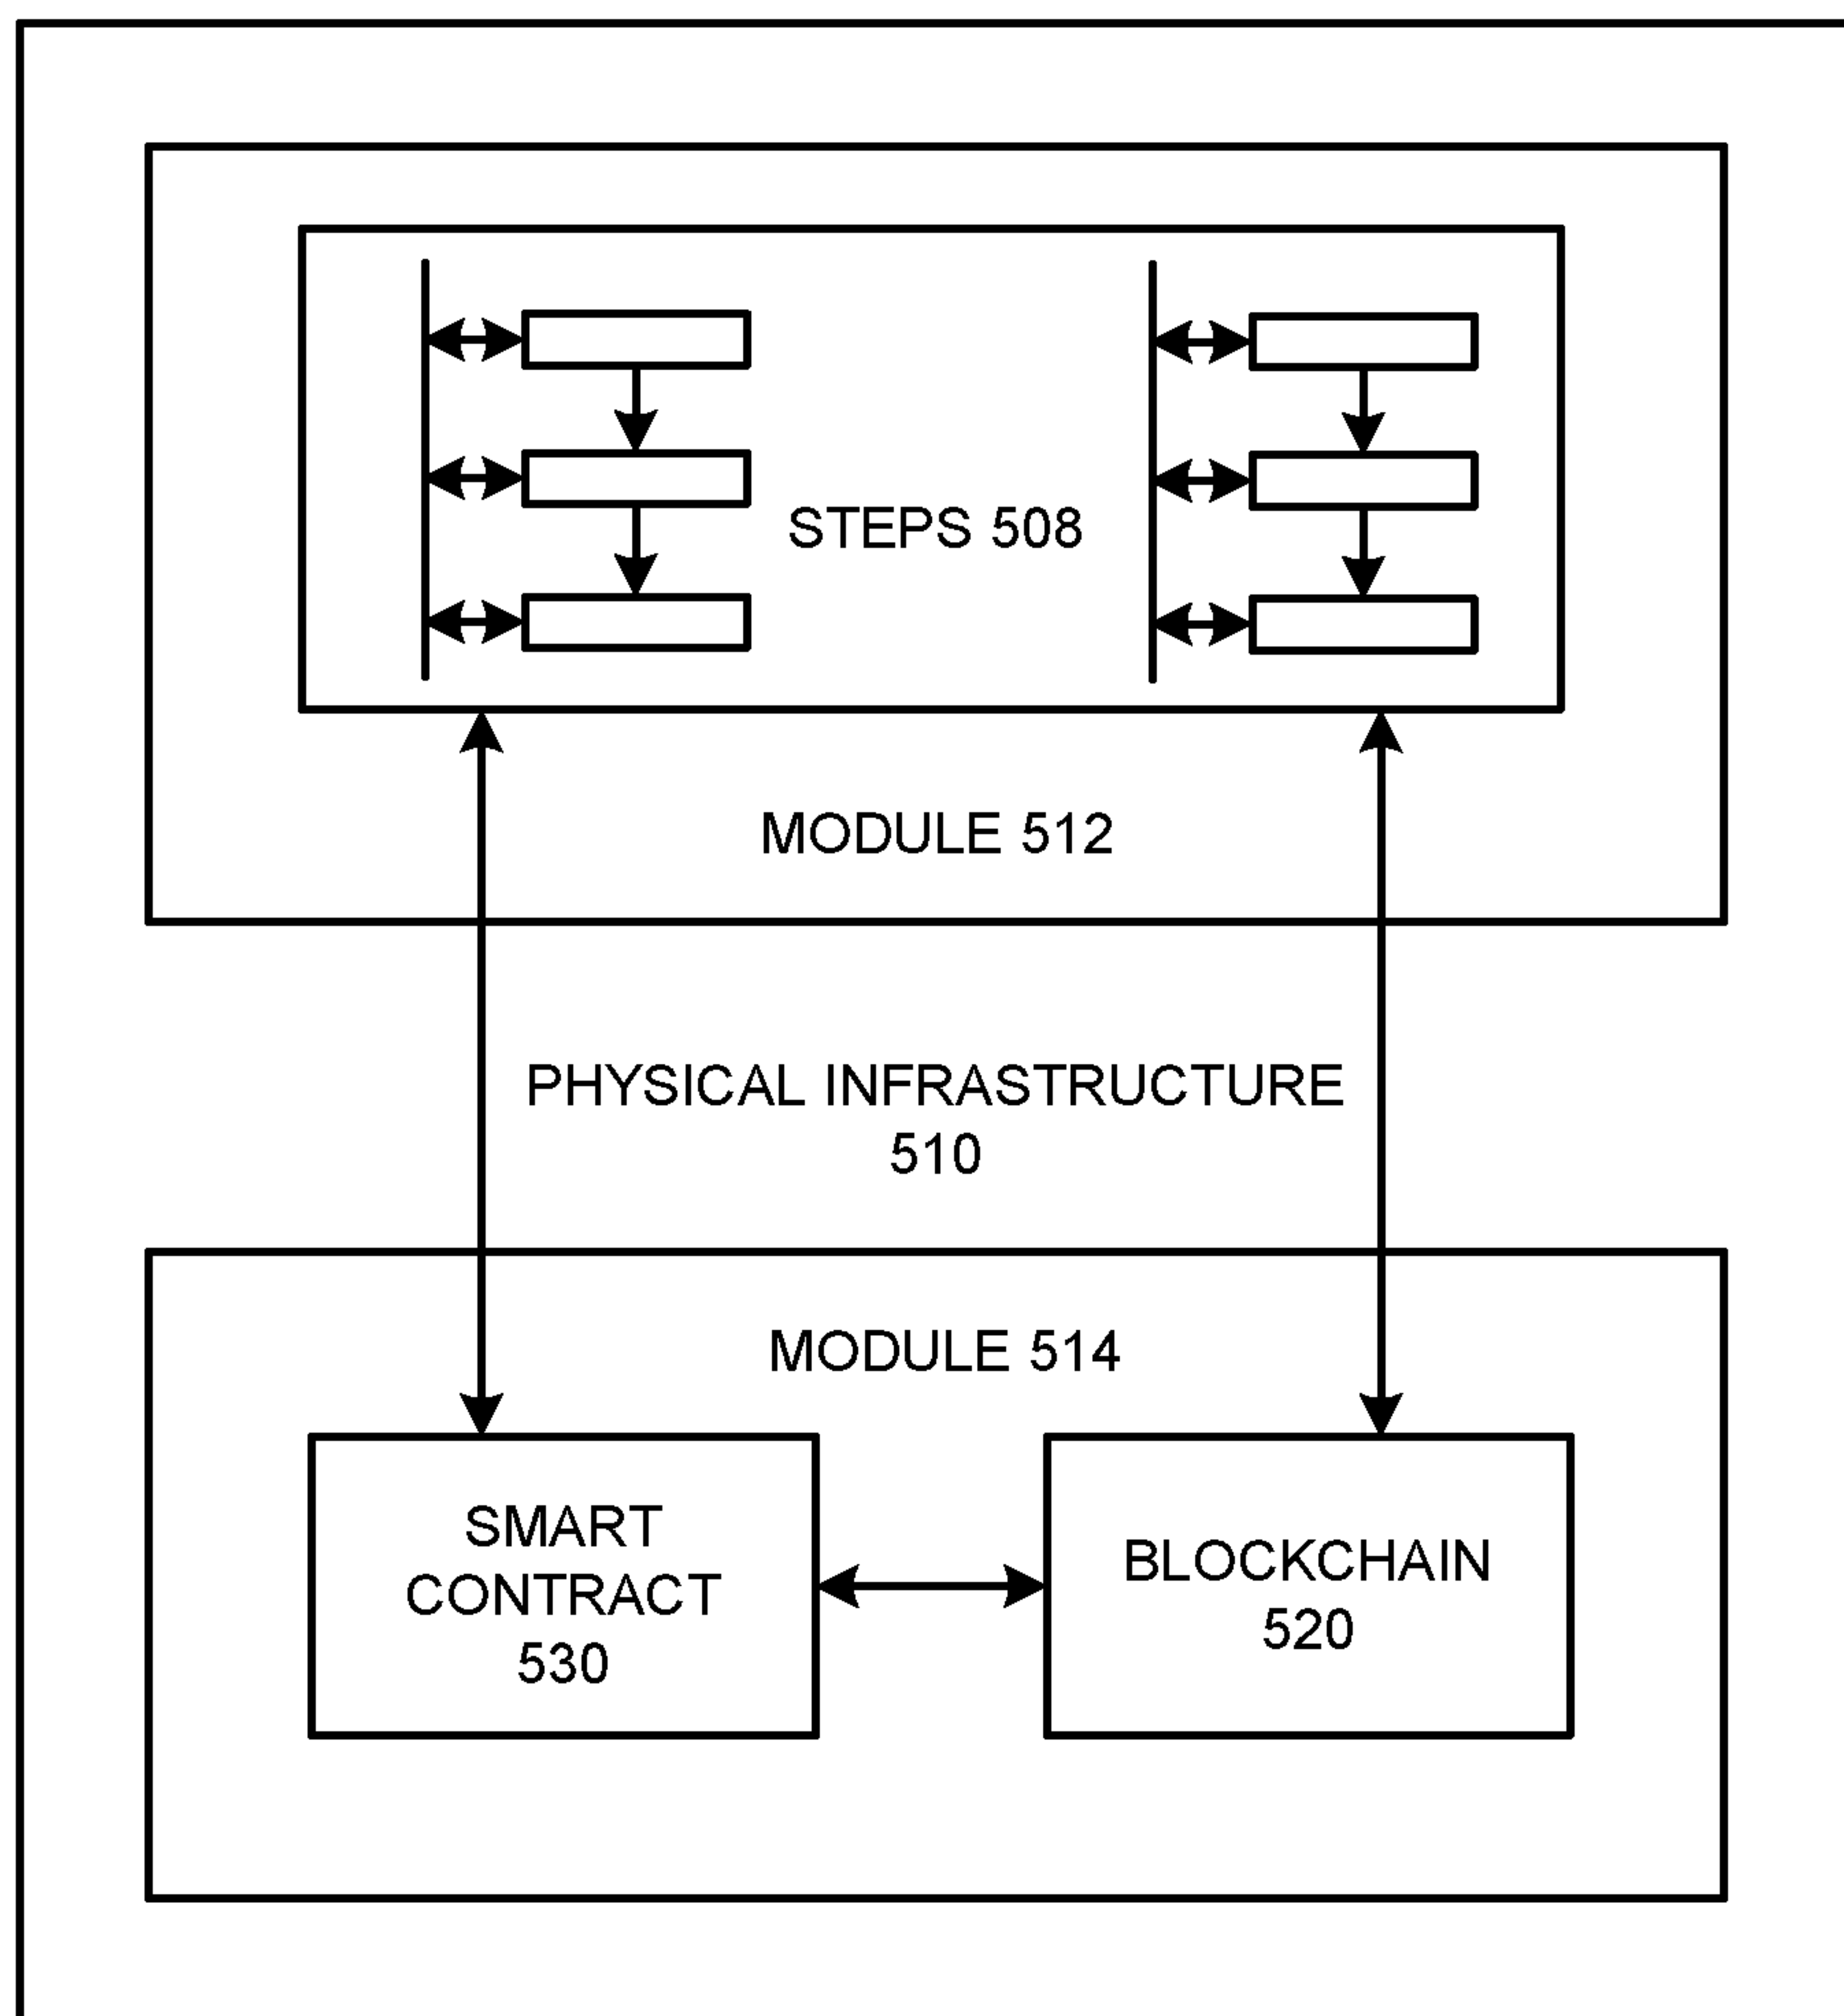 STEPS 508
MODULE 512
PHYSICAL INFRASTRUCTURE
510
MODULE 514
SMART
CONTRACT
530
BLOCKCHAIN
520